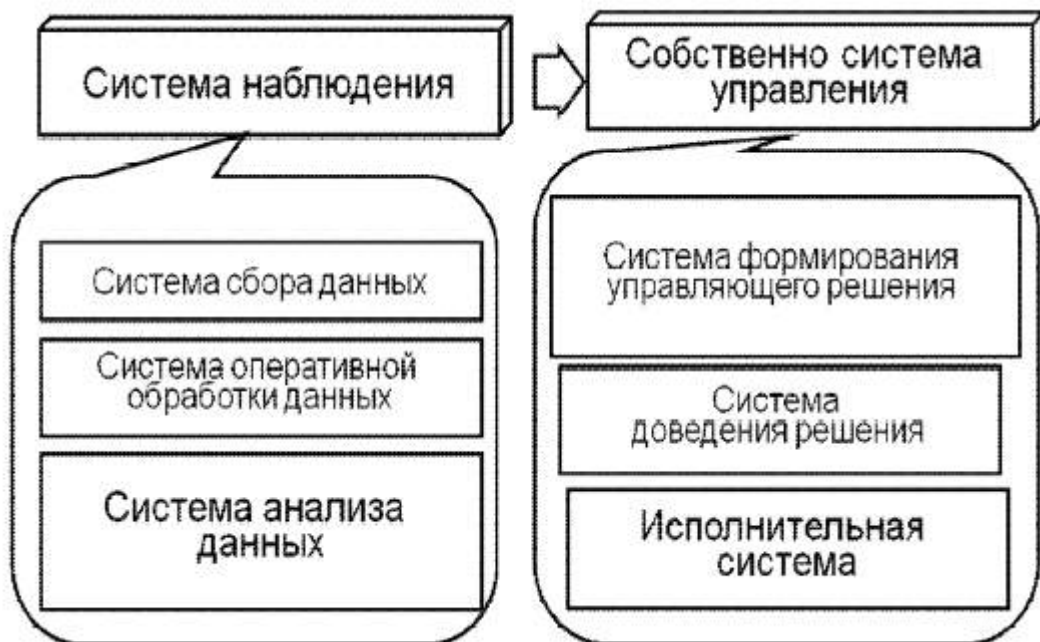 Система наблюдения
Собственно система
управления
Система сбора данных
Система оперативной
обработки данных
Система анализа
данных
Система формирования
управляющего решения
Система
доведения решения
Исполнительная
система